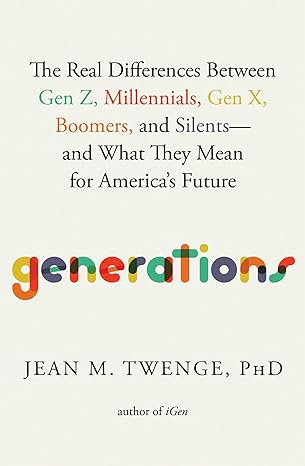 The Real Differences Between
Gen Z, Millennials, Gen X,
Boomers, and Silents—
and What They Mean
for America's Future
generations
JEAN M. TWENGE, PHD
author of iGen